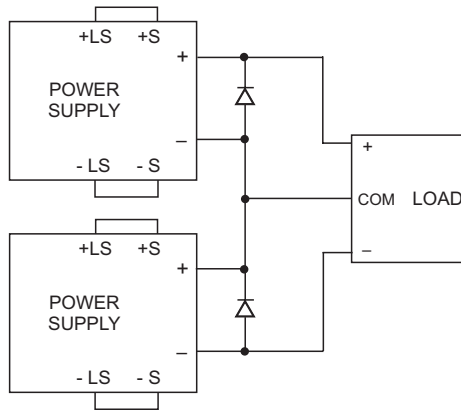 +LS +S
+
POWER
SUPPLY
–
- LS - S
+
COM LOAD
–
+LS +S
+
POWER
SUPPLY
–
- LS - S